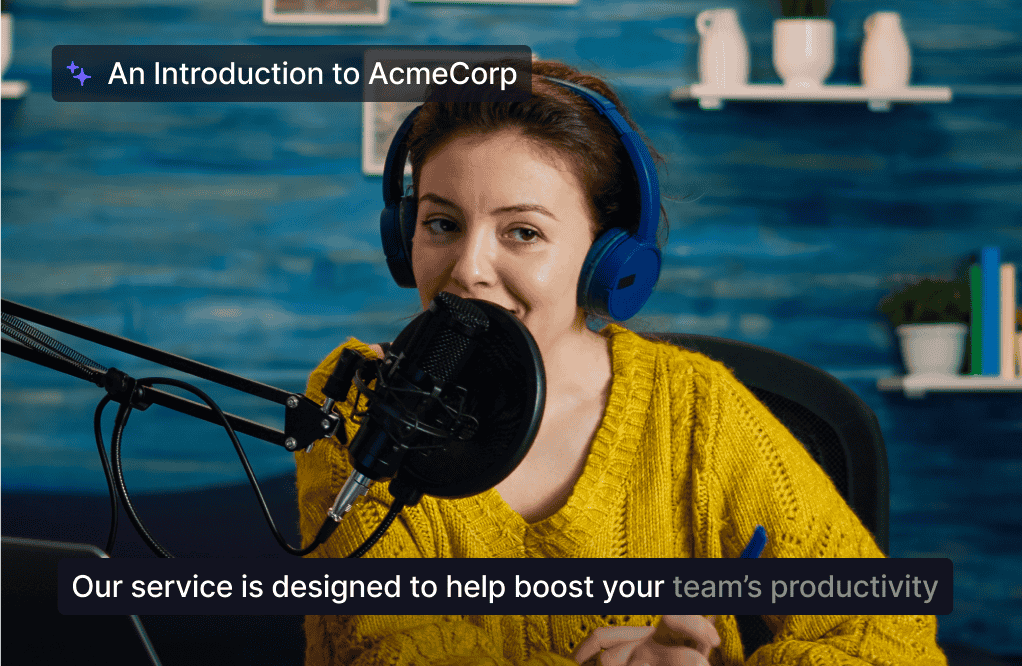 An Introduction to AcmeCorp
Our service is designed to help boost your team’s productivity